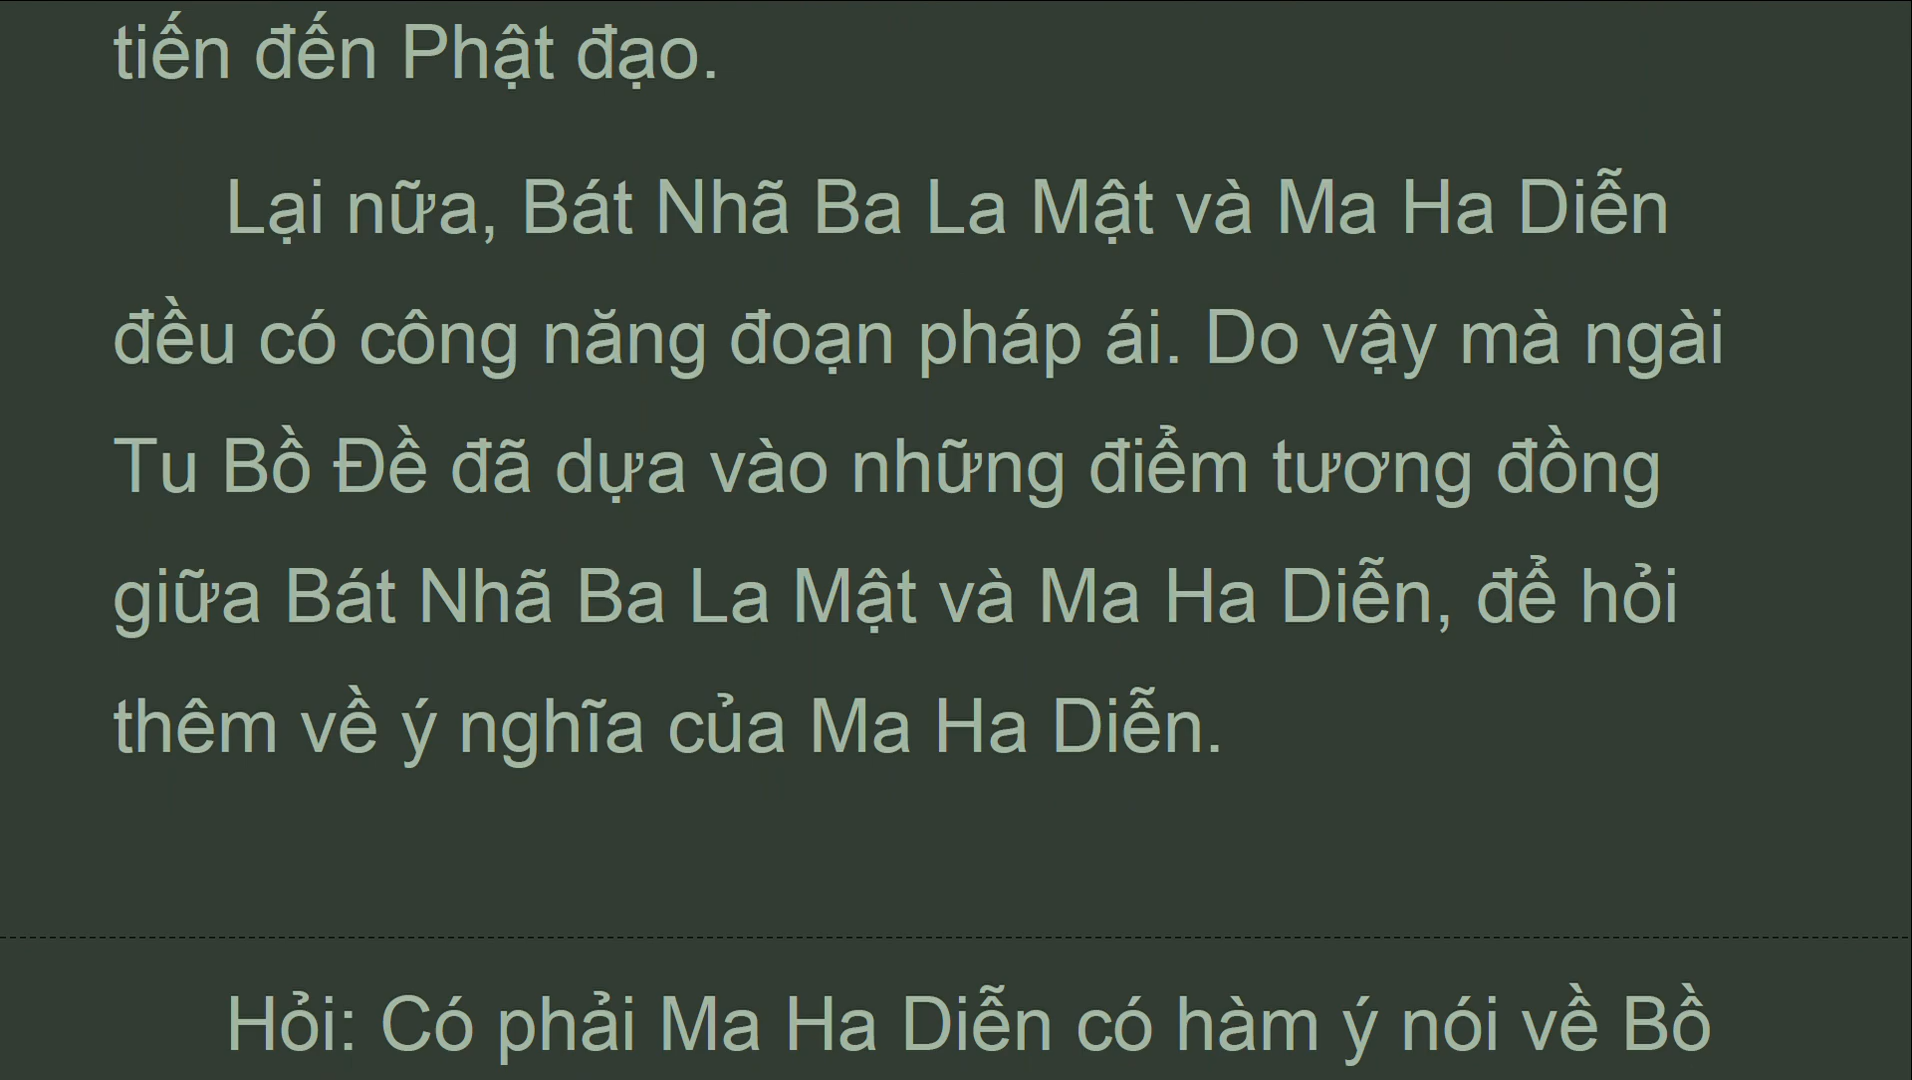 tiến đến Phật đạo.
Lại nữa, Bát Nhã Ba La Mật và Ma Ha Diễn
đều có công năng đoạn pháp ái. Do vậy mà ngài
Tu Bồ Đề đã dựa vào những điểm tương đồng
giữa Bát Nhã Ba La Mật và Ma Ha Diễn, để hỏi
thêm về ý nghĩa của Ma Ha Diễn.
Hỏi: Có phải Ma Ha Diễn có hàm ý nói về Bồ